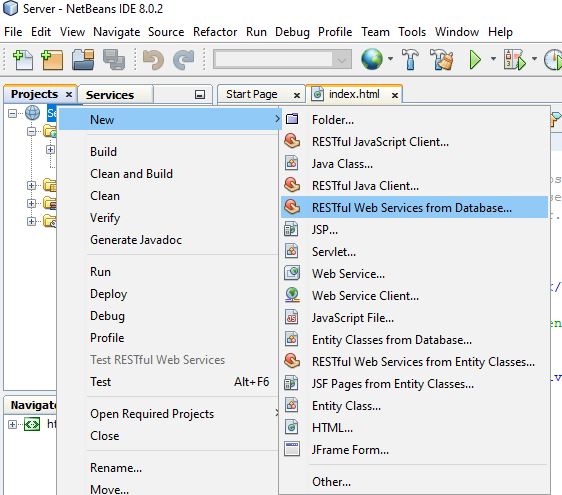 Server - NetBeans IDE 8.0.2
File Edit View Navigate Source Refactor Run Debug Profile Team Tools Window Help
Projects Services Start Page index.html
New
Build
Clean and Build
Clean
Verify
Generate Javadoc
Run
Deploy
Debug
Profile
Test RESTful Web Services
Test Alt+F6
Open Required Projects
Close
Rename...
Move...
Folder...
RESTful JavaScript Client...
Java Class...
RESTful Java Client...
RESTful Web Services from Database...
JSP...
Servlet...
Web Service...
Web Service Client...
JavaScript File...
Entity Classes from Database...
RESTful Web Services from Entity Classes...
JSF Pages from Entity Classes...
Entity Class...
HTML...
JFrame Form...
Other...